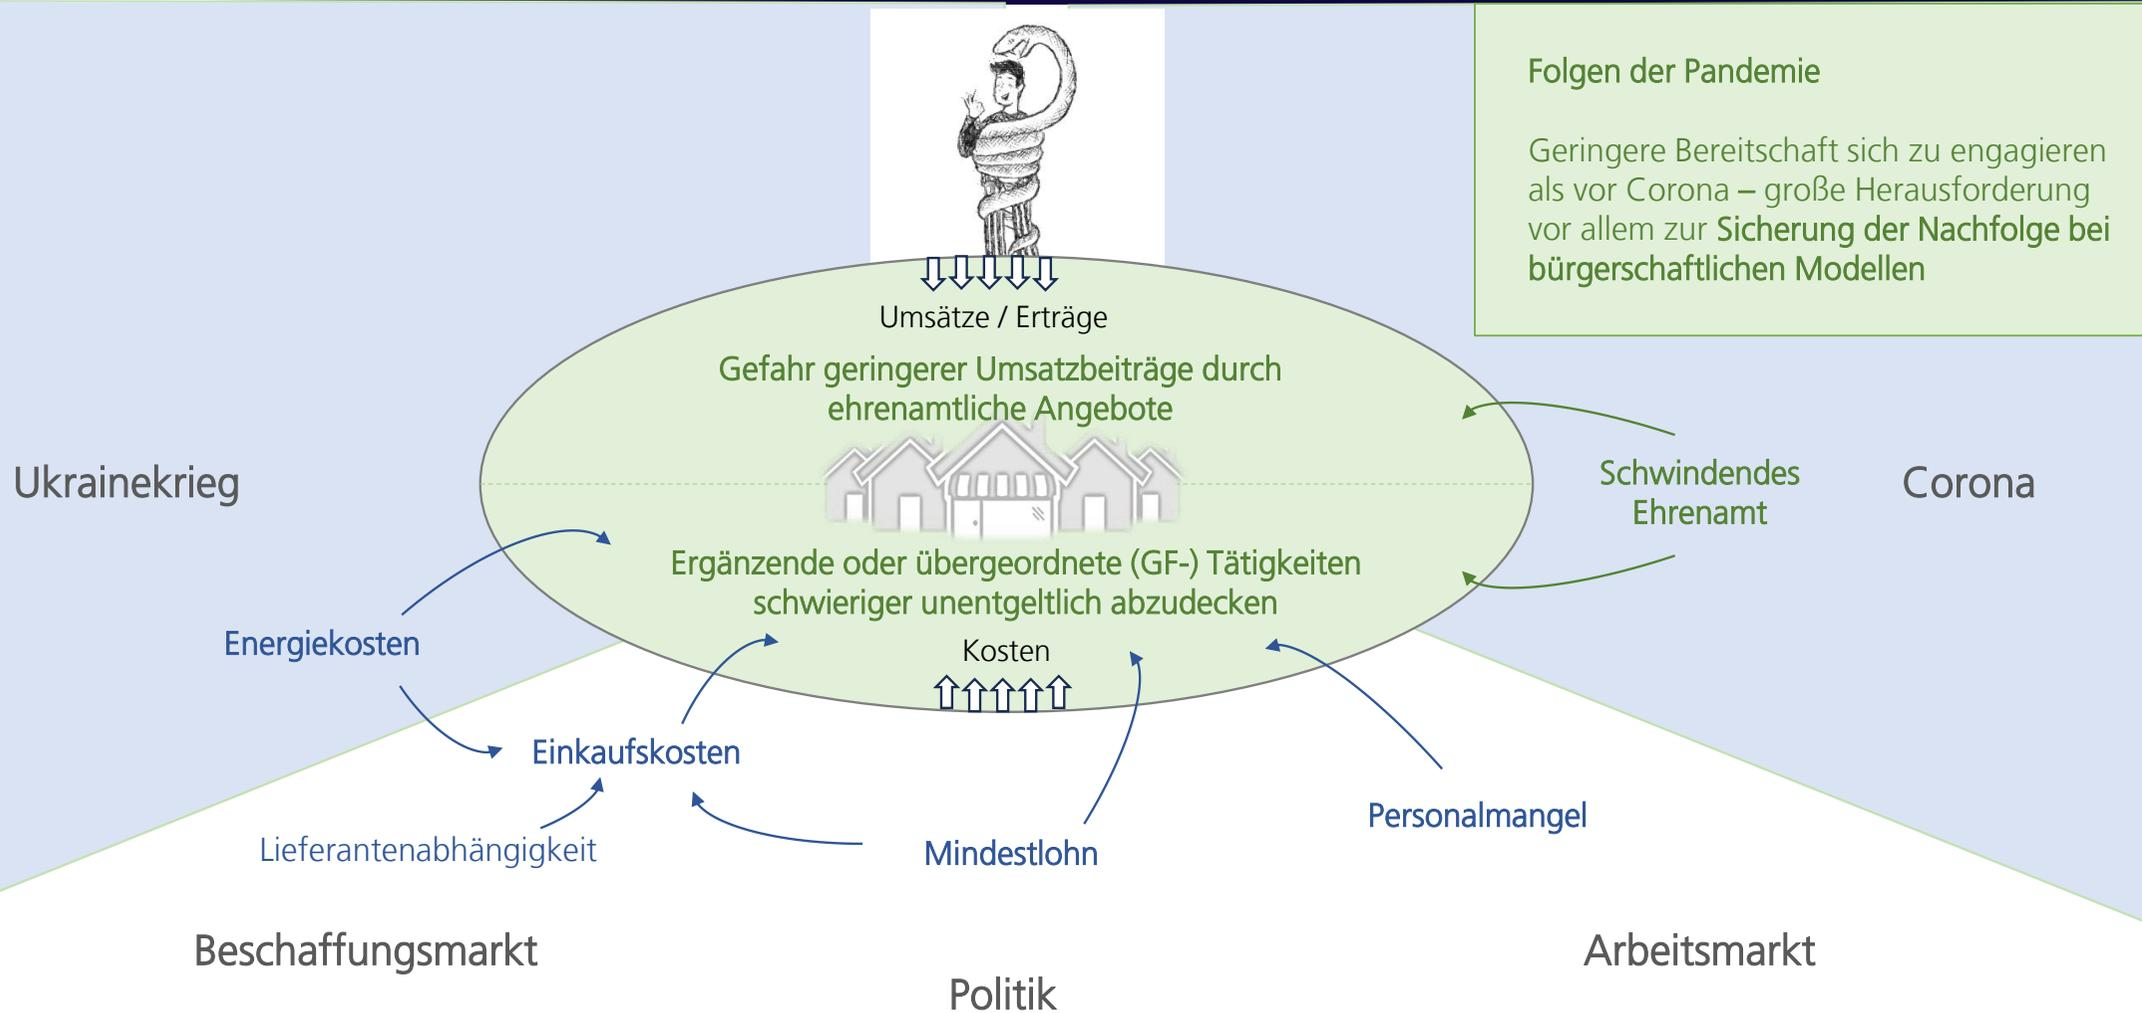 Folgen der Pandemie
Geringere Bereitschaft sich zu engagieren
als vor Corona – große Herausforderung
vor allem zur Sicherung der Nachfolge bei
bürgerschaftlichen Modellen
Umsätze / Erträge
Gefahr geringerer Umsatzbeiträge durch
ehrenamtliche Angebote
Ukrainekrieg
Schwindendes
Ehrenamt
Corona
Ergänzende oder übergeordnete (GF-) Tätigkeiten
schwieriger unentgeltlich abzudecken
Kosten
Energiekosten
Einkaufskosten
Lieferantenabhängigkeit
Mindestlohn
Personalmangel
Beschaffungsmarkt
Politik
Arbeitsmarkt